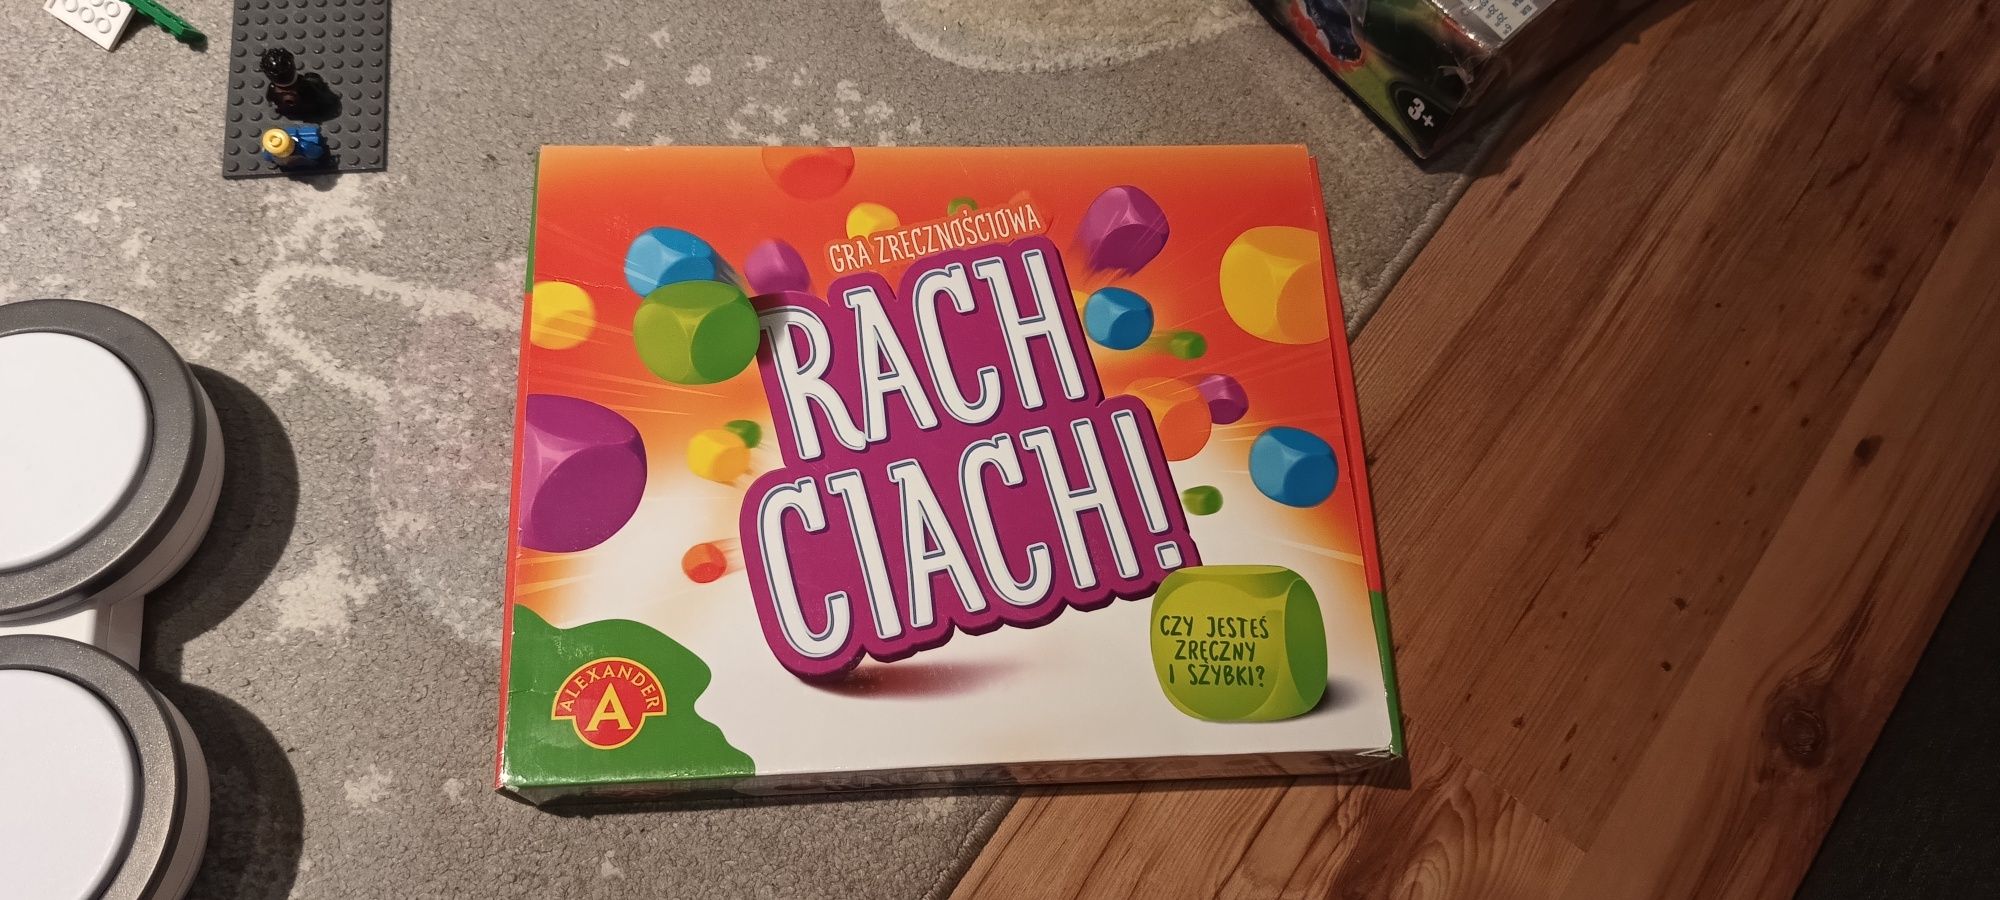 3+
GRA ZRĘCZNOŚCIOWA
RACH
CIACH!
CZY JESTEŚ
ZRĘCZNY
I SZYBKI?
ALEXANDER
A